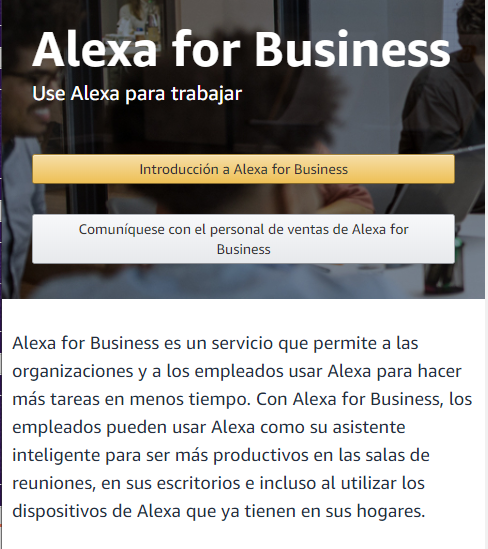 Alexa for Business
Use Alexa para trabajar
Introducción a Alexa for Business
Comuníquese con el personal de ventas de Alexa for
Business
Alexa for Business es un servicio que permite a las
organizaciones y a los empleados usar Alexa para hacer
más tareas en menos tiempo. Con Alexa for Business, los
empleados pueden usar Alexa como su asistente
inteligente para ser más productivos en las salas de
reuniones, en sus escritorios e incluso al utilizar los
dispositivos de Alexa que ya tienen en sus hogares.